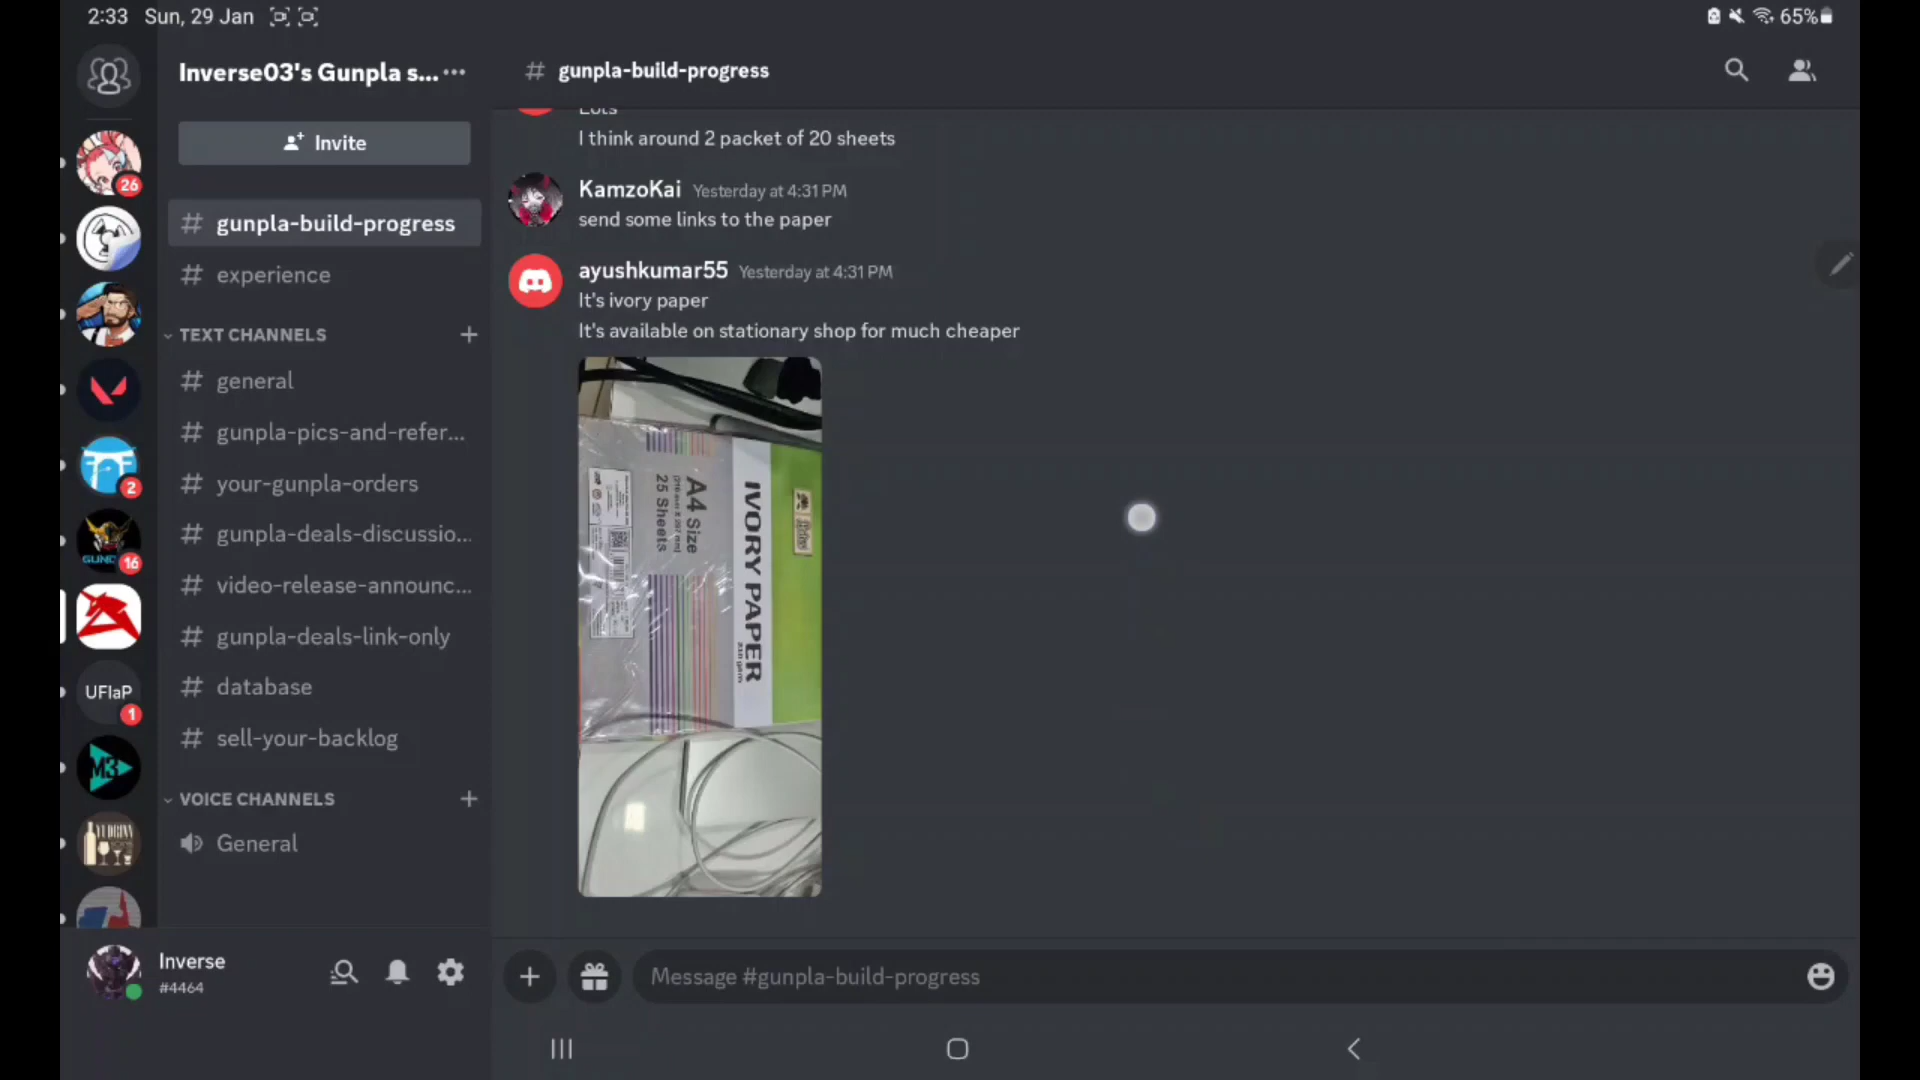 2:33 Sun, 29 Jan
65%
Inverse03's Gunpla s...
Invite
gunpla-build-progress
experience
TEXT CHANNELS
general
gunpla-pics-and-refer...
your-gunpla-orders
gunpla-deals-discussio...
video-release-announc...
gunpla-deals-link-only
database
sell-your-backlog
VOICE CHANNELS
General
26
2
16
UFlaP
1
M3
Inverse
#4464
# gunpla-build-progress
Lots
I think around 2 packet of 20 sheets
KamzoKai Yesterday at 4:31 PM
send some links to the paper
ayushkumar55 Yesterday at 4:31 PM
It's ivory paper
It's available on stationary shop for much cheaper
IVORY PAPER
210 gsm
A4 Size
25 Sheets
Message #gunpla-build-progress